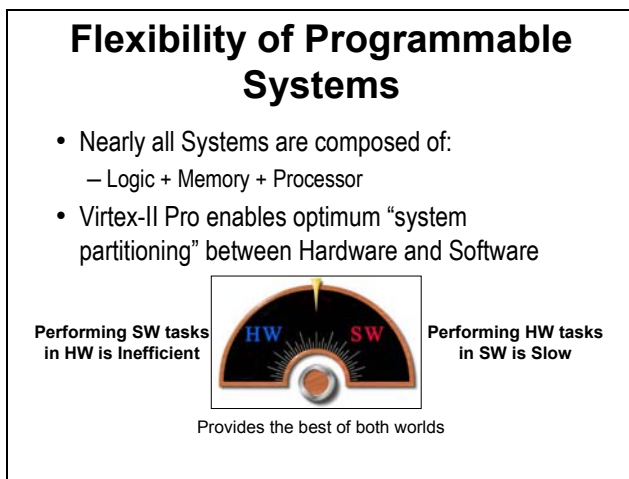 Flexibility of Programmable
Systems
• Nearly all Systems are composed of:
– Logic + Memory + Processor
• Virtex-II Pro enables optimum “system
partitioning” between Hardware and Software
Performing SW tasks
in HW is Inefficient
HW SW
Performing HW tasks
in SW is Slow
Provides the best of both worlds